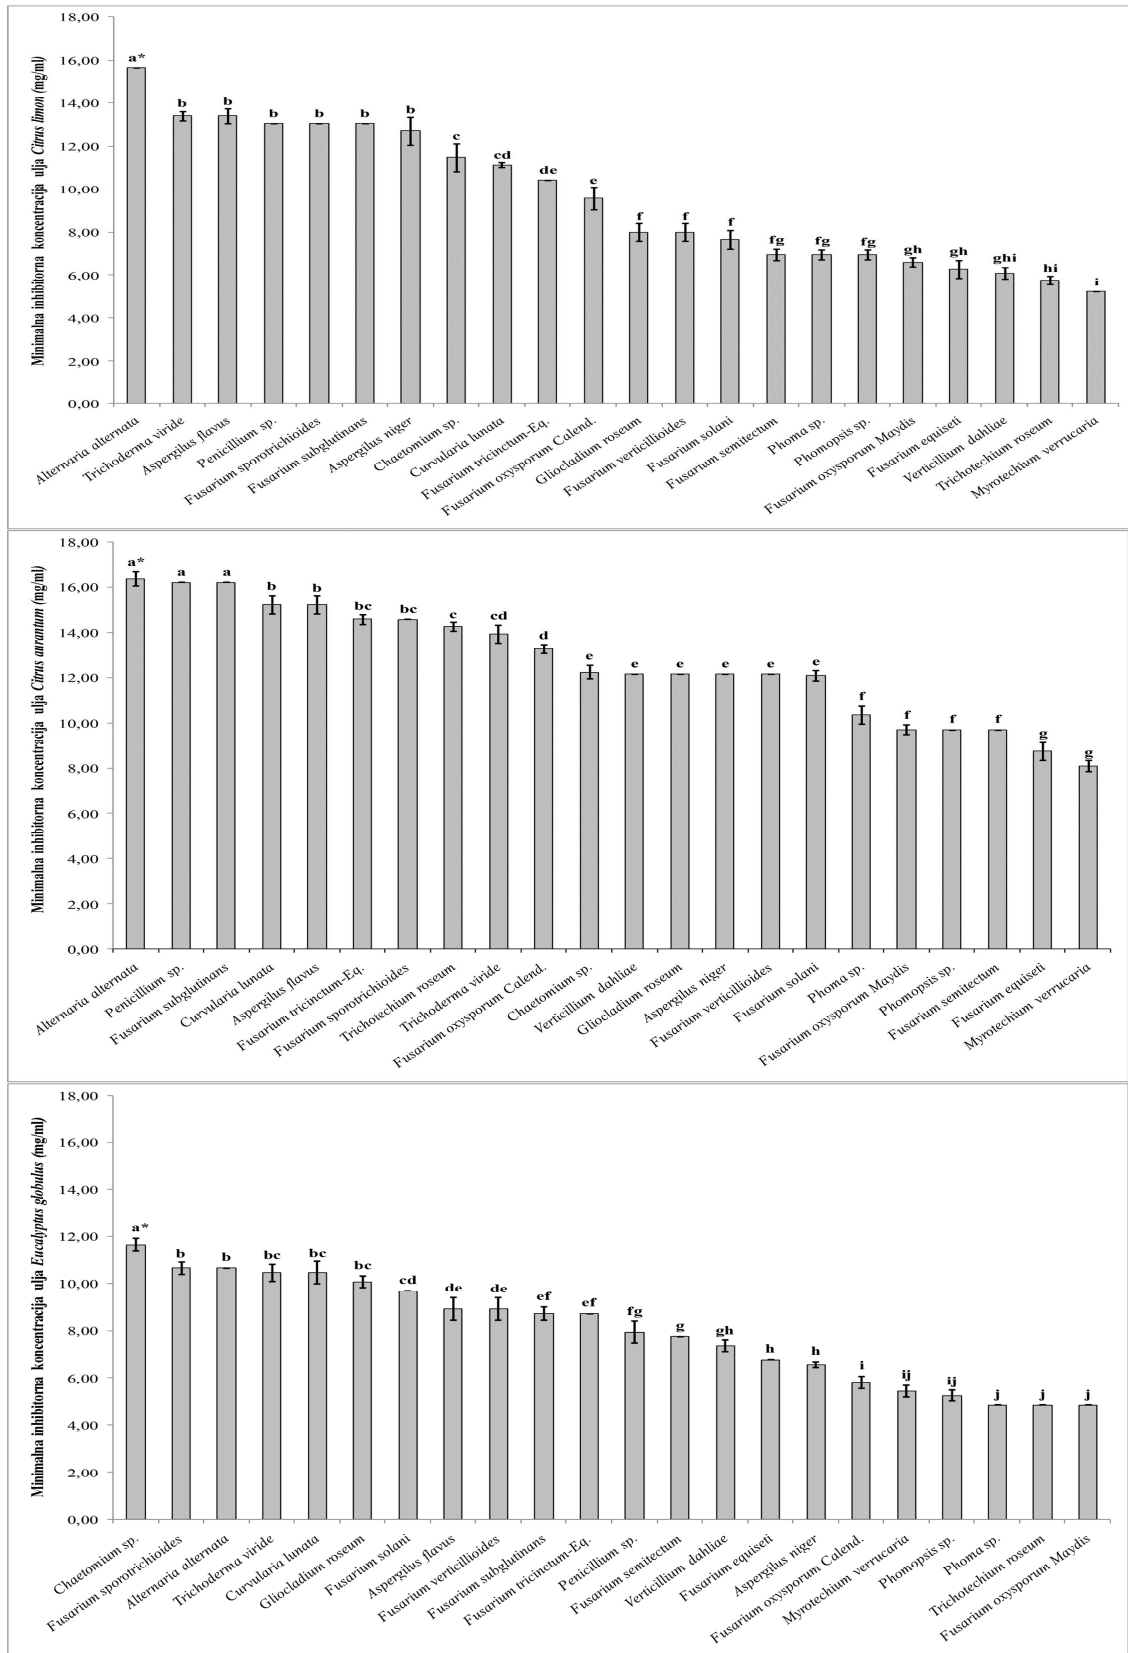 Minimalna inhibitorna koncentracija ulja Citrus limon (mg/ml)
18,00
16,00
14,00
12,00
10,00
8,00
6,00
4,00
2,00
0,00
a* b b b b b b c cd de e f f f fg fg fg gh gh ghi hi i
Alternaria alternata
Trichoderma viride
Aspergilus flavus
Penicillium sp.
Fusarium sporotrichioides
Fusarium subglutinans
Aspergilus niger
Chaetomium sp.
Curvularia lunata
Fusarium tricinctum-Eq.
Fusarium oxysporum Calend.
Gliocladium roseum
Fusarium verticillioides
Fusarium solani
Fusarium semitectum
Phoma sp.
Phomopsis sp.
Fusarium oxysporum Maydis
Fusarium equiseti
Verticillium dahliae
Trichotechium roseum
Myrotechium verrucaria
Minimalna inhibitorna koncentracija ulja Citrus aurantum (mg/ml)
18,00
16,00
14,00
12,00
10,00
8,00
6,00
4,00
2,00
0,00
a* a a b b bc bc c cd d e e e e e e f f f f g g
Alternaria alternata
Penicillium sp.
Fusarium subglutinans
Curvularia lunata
Aspergilus flavus
Fusarium tricinctum-Eq.
Fusarium sporotrichioides
Trichotechium roseum
Trichoderma viride
Fusarium oxysporum Calend.
Chaetomium sp.
Verticillium dahliae
Gliocladium roseum
Aspergilus niger
Fusarium verticillioides
Fusarium solani
Phoma sp.
Fusarium oxysporum Maydis
Phomopsis sp.
Fusarium semitectum
Fusarium equiseti
Myrotechium verrucaria
Minimalna inhibitorna koncentracija ulja Eucalyptus globulus (mg/ml)
18,00
16,00
14,00
12,00
10,00
8,00
6,00
4,00
2,00
0,00
a* b b bc bc bc cd de de ef ef fg g gh h h i ij ij j j j
Chaetomium sp.
Fusarium sporotrichioides
Alternaria alternata
Trichoderma viride
Curvularia lunata
Gliocladium roseum
Fusarium solani
Aspergilus flavus
Fusarium verticillioides
Fusarium subglutinans
Fusarium tricinctum-Eq.
Penicillium sp.
Fusarium semitectum
Verticillium dahliae
Fusarium equiseti
Aspergilus niger
Fusarium oxysporum Calend.
Myrotechium verrucaria
Phomopsis sp.
Phoma sp.
Trichotechium roseum
Fusarium oxysporum Maydis